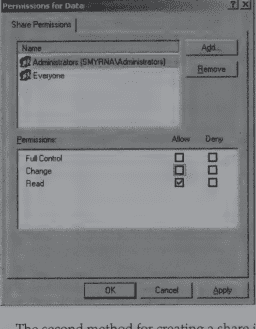 Permissions for Data
Share Permissions
Name
Add...
Administrators (SMYRNA\Administrators)
Everyone
Remove
Permissions: Allow Deny
Full Control
Change
Read
OK Cancel Apply
The second method for creating a share i